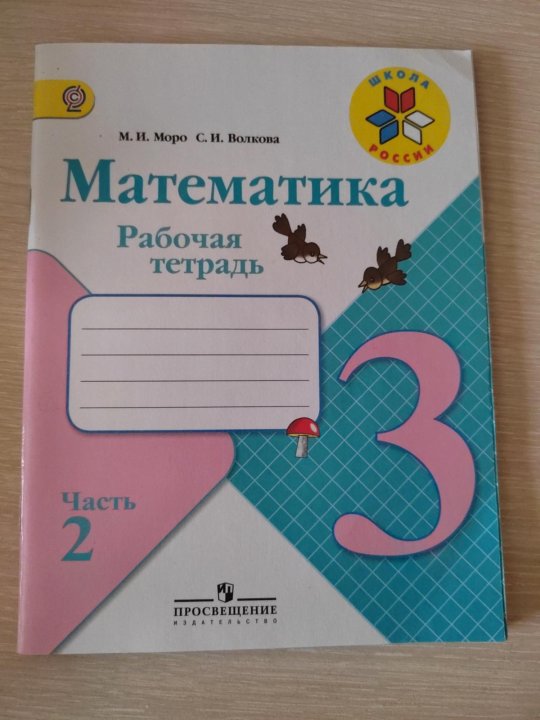 ШКОЛА
РОССИИ
М. И. Моро С. И. Волкова
Математика
Рабочая
тетрадь
3
Часть
2
ПРОСВЕЩЕНИЕ
ИЗДАТЕЛЬСТВО